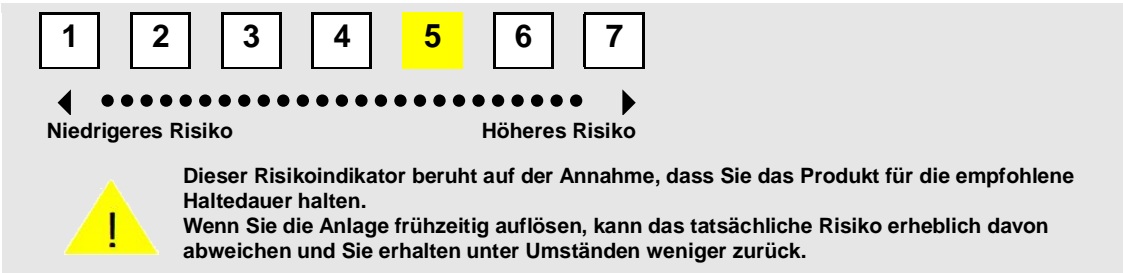 1 2 3 4 5 6 7
Niedrigeres Risiko Höheres Risiko
Dieser Risikoindikator beruht auf der Annahme, dass Sie das Produkt für die empfohlene
Haltedauer halten.
Wenn Sie die Anlage frühzeitig auflösen, kann das tatsächliche Risiko erheblich davon
abweichen und Sie erhalten unter Umständen weniger zurück.
!